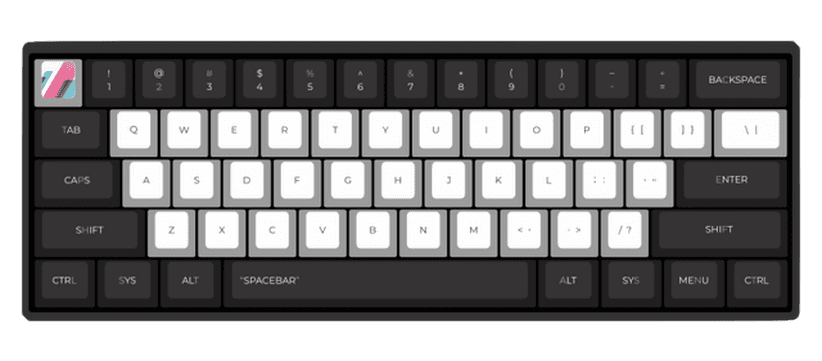 ! @ $ % ^ & * ( ) – +
1 2 3 4 5 6 7 8 9 0 - = BACKSPACE
TAB Q W E R T Y U I O P { [ ] } \ |
CAPS A S D F G H J K L : ; ENTER
SHIFT Z X C V B N M < · · > / ? SHIFT
CTRL SYS ALT "SPACEBAR" ALT SYS MENU CTRL